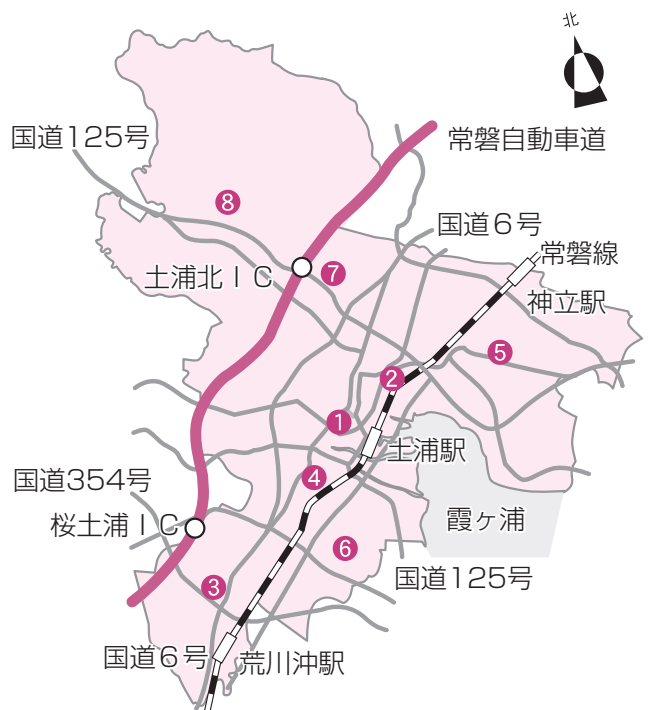 北
国道125号
常磐自動車道
⑧
国道6号
土浦北IC
⑦
常磐線
神立駅
⑤
②
①
土浦駅
国道354号
④
霞ヶ浦
桜土浦IC
⑥
国道125号
③
国道6号
荒川沖駅